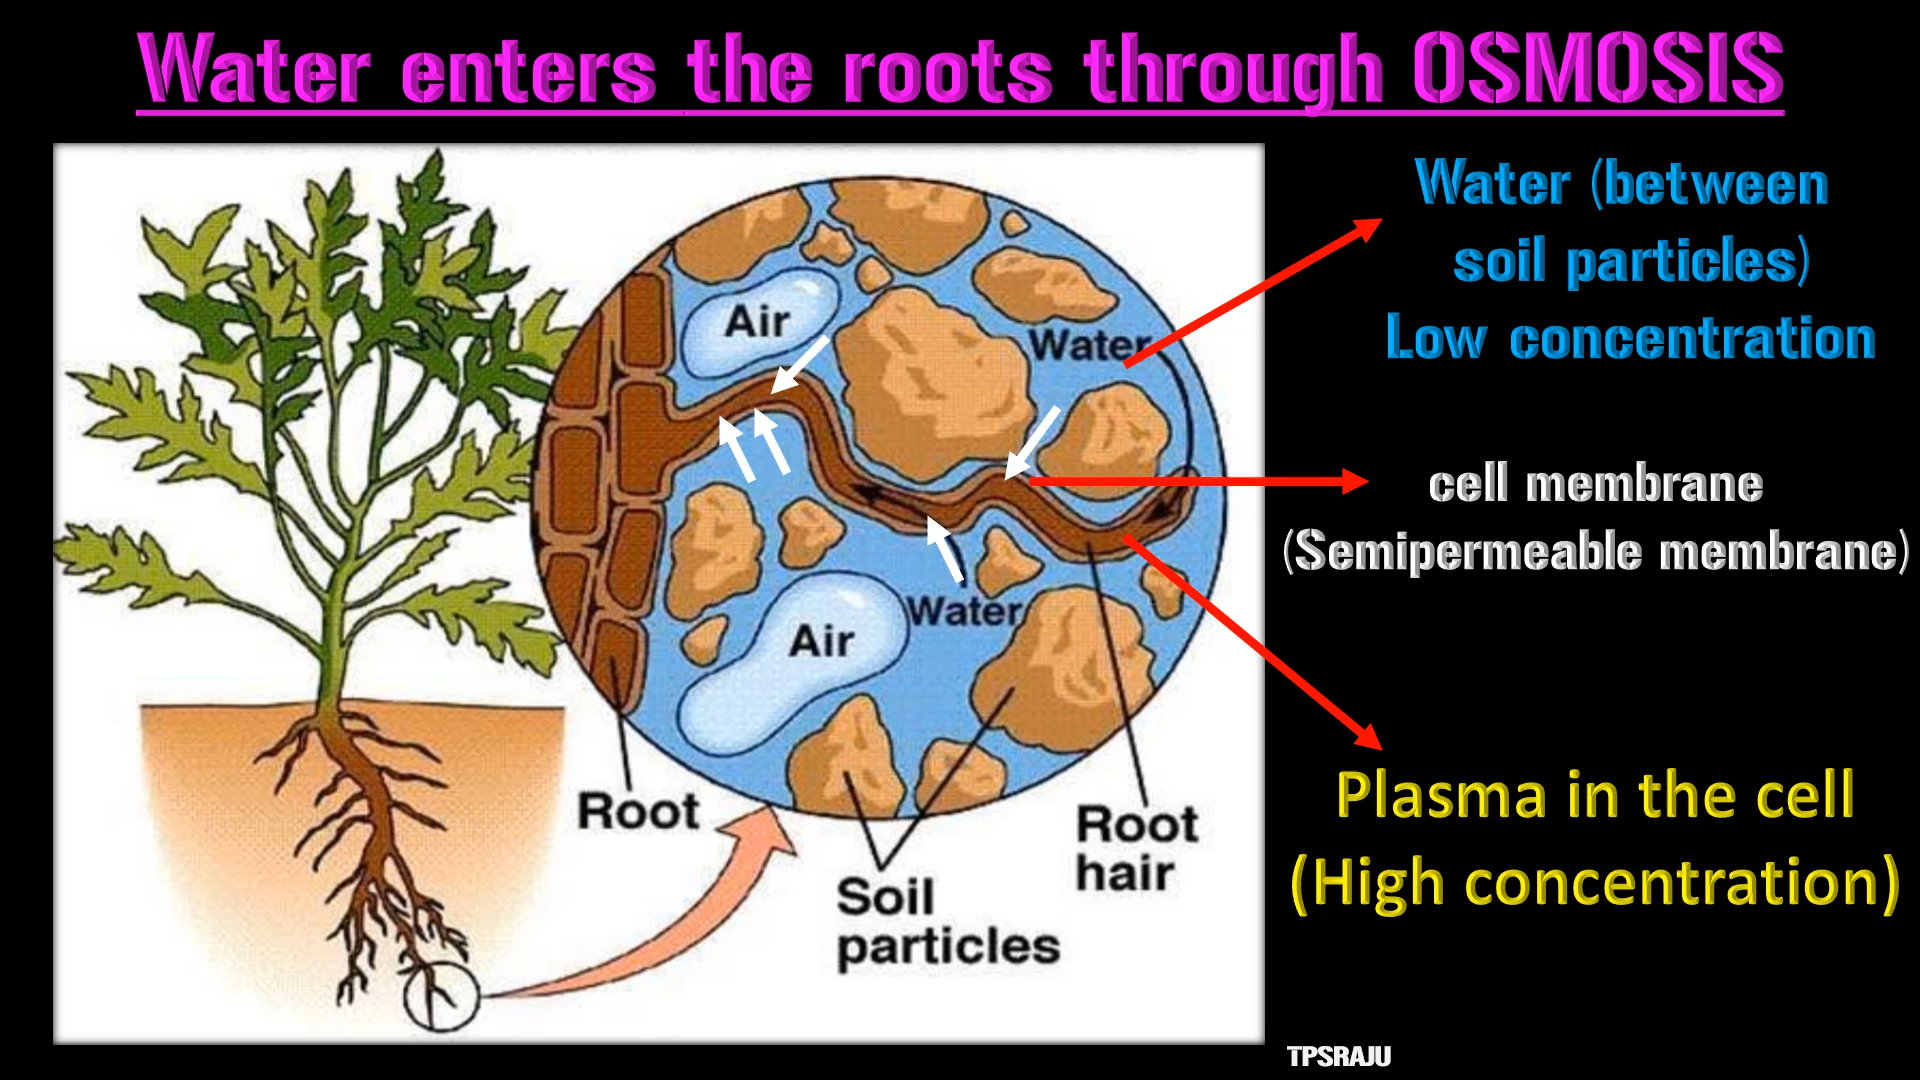 Water enters the roots through OSMOSIS
Water (between
soil particles)
Low concentration
Air
Water
cell membrane
(Semipermeable membrane)
Water
Air
Plasma in the cell
(High concentration)
Root
Root
hair
Soil
particles
TPSRAJU